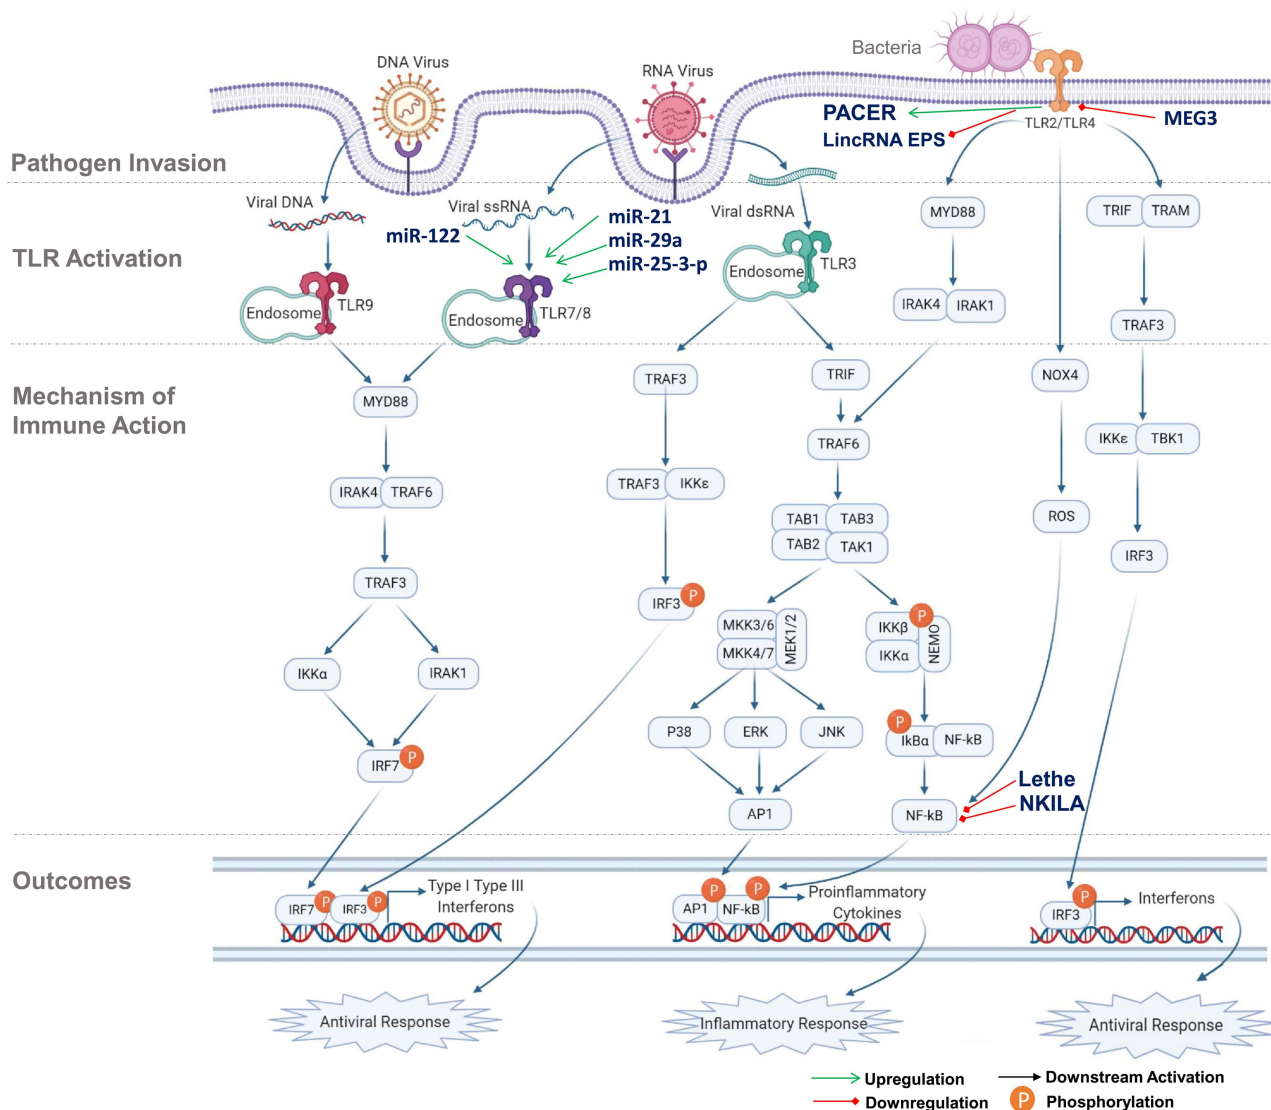 Bacteria
DNA Virus
RNA Virus
PACER
LincRNA EPS
TLR2/TLR4
MEG3
Pathogen Invasion
Viral DNA
Viral ssRNA
miR-122
miR-21
miR-29a
miR-25-3-p
Viral dsRNA
MYD88
TRIF
TRAM
TLR Activation
Endosome
TLR9
Endosome
TLR7/8
Endosome
TLR3
IRAK4
IRAK1
TRAF3
Mechanism of
Immune Action
MYD88
TRAF3
TRIF
NOX4
TRAF6
IKKε
TBK1
IRAK4
TRAF6
TRAF3
IKKε
TAB1
TAB3
TAB2
TAK1
ROS
IRF3
TRAF3
IRF3
P
MKK3/6
MKK4/7
MEK1/2
IKKβ
P
IKKα
NEMO
IKKα
IRAK1
P38
ERK
JNK
P
IkBα
NF-kB
IRF7
P
AP1
NF-kB
Lethe
NKILA
Outcomes
IRF7
P
IRF3
P
Type I Type III
Interferons
AP1
P
NF-kB
P
Proinflammatory
Cytokines
IRF3
P
Interferons
Antiviral Response
Inflammatory Response
Antiviral Response
Upregulation
Downstream Activation
Downregulation
P
Phosphorylation